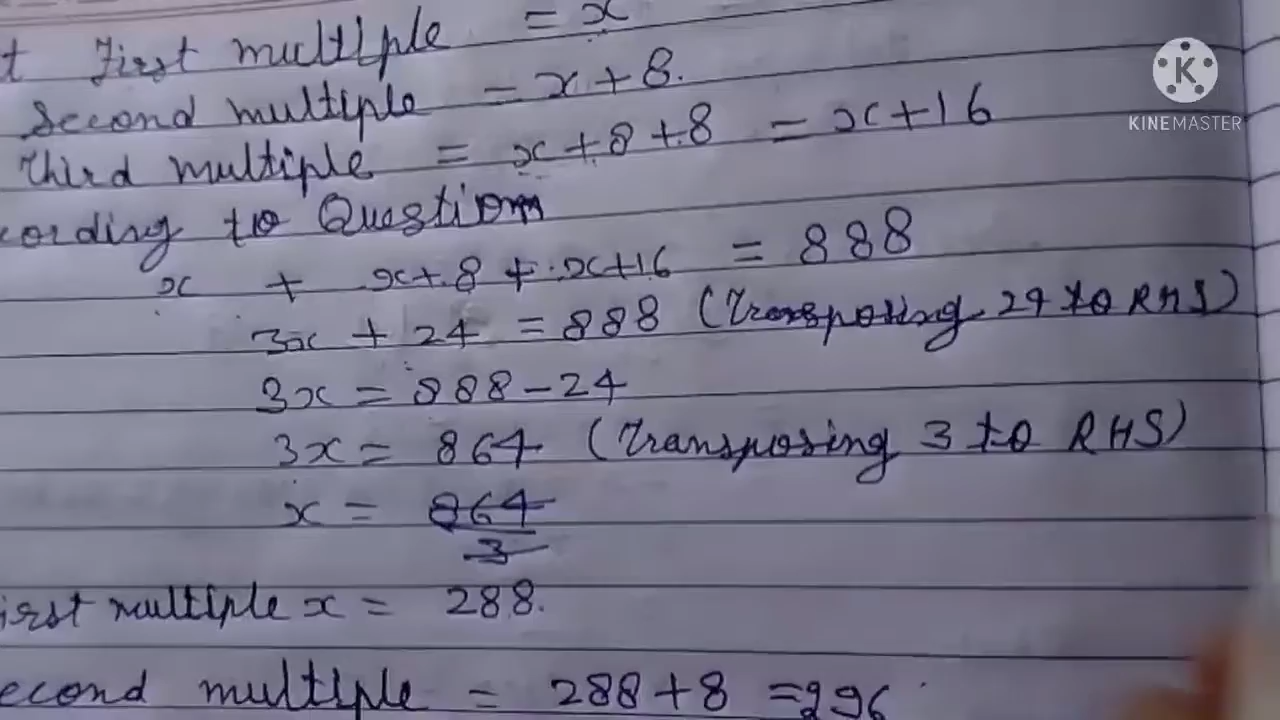 t First multiple = x
Second multiple = x + 8.
Third multiple = x + 8 + 8 = x + 16
cording to Question
x + x + 8 + x + 16 = 888
3x + 24 = 888 (Transposing 24 to RHS)
3x = 888 - 24
3x = 864 (Transposing 3 to RHS)
x = 864
3
irst multiple x = 288.
econd multiple = 288 + 8 = 296
K
KINEMASTER